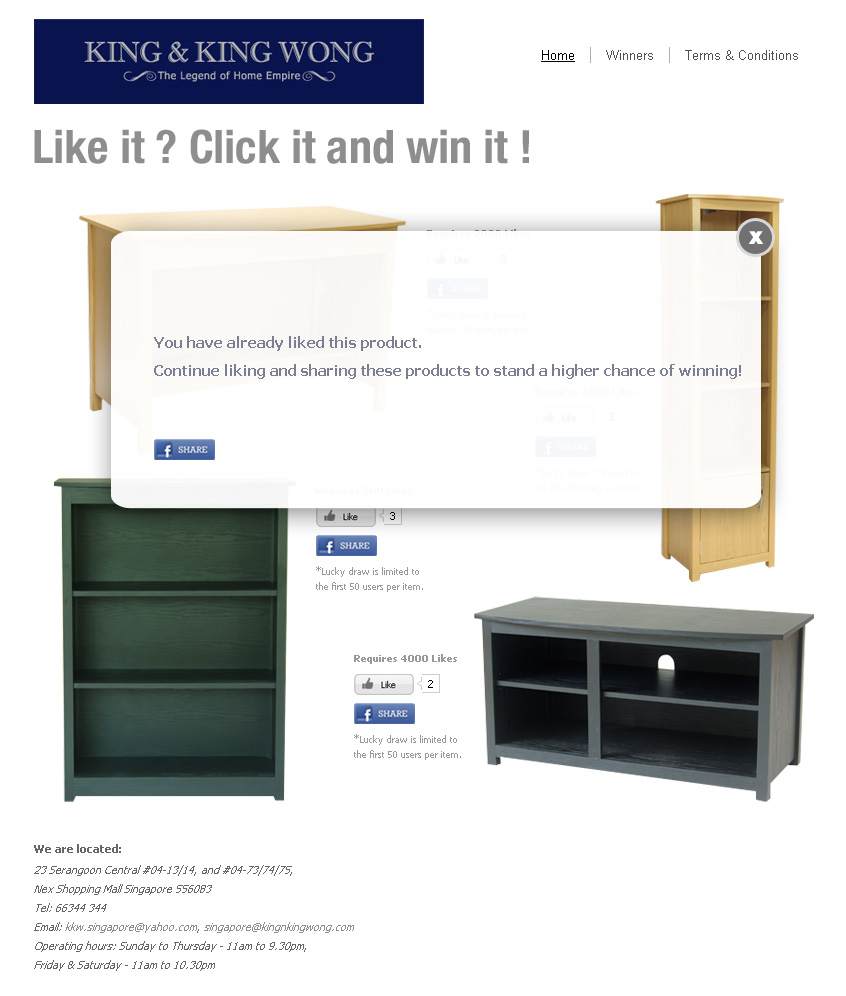 KING & KING WONG
The Legend of Home Empire
Home
Winners
Terms & Conditions
Like it ? Click it and win it !
Like
3
x
You have already liked this product.
Continue liking and sharing these products to stand a higher chance of winning!
Like
3
f SHARE
Like
3
f SHARE
*Lucky draw is limited to
the first 50 users per item.
Requires 4000 Likes
Like
2
f SHARE
*Lucky draw is limited to
the first 50 users per item.
We are located:
23 Serangoon Central #04-13/14, and #04-73/74/75,
Nex Shopping Mall Singapore 556083
Tel: 66344 344
Email: kkw.singapore@yahoo.com, singapore@kingnkingwong.com
Operating hours: Sunday to Thursday - 11am to 9.30pm,
Friday & Saturday - 11am to 10.30pm